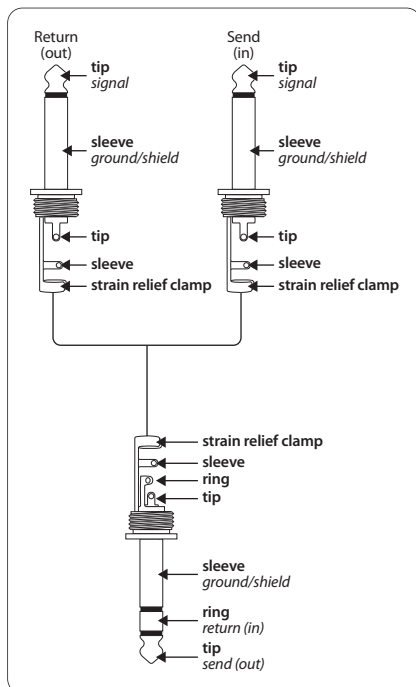 Return
(out)
tip
signal
sleeve
ground/shield
tip
sleeve
strain relief clamp
Send
(in)
tip
signal
sleeve
ground/shield
tip
sleeve
strain relief clamp
strain relief clamp
sleeve
ring
tip
sleeve
ground/shield
ring
return (in)
tip
send (out)